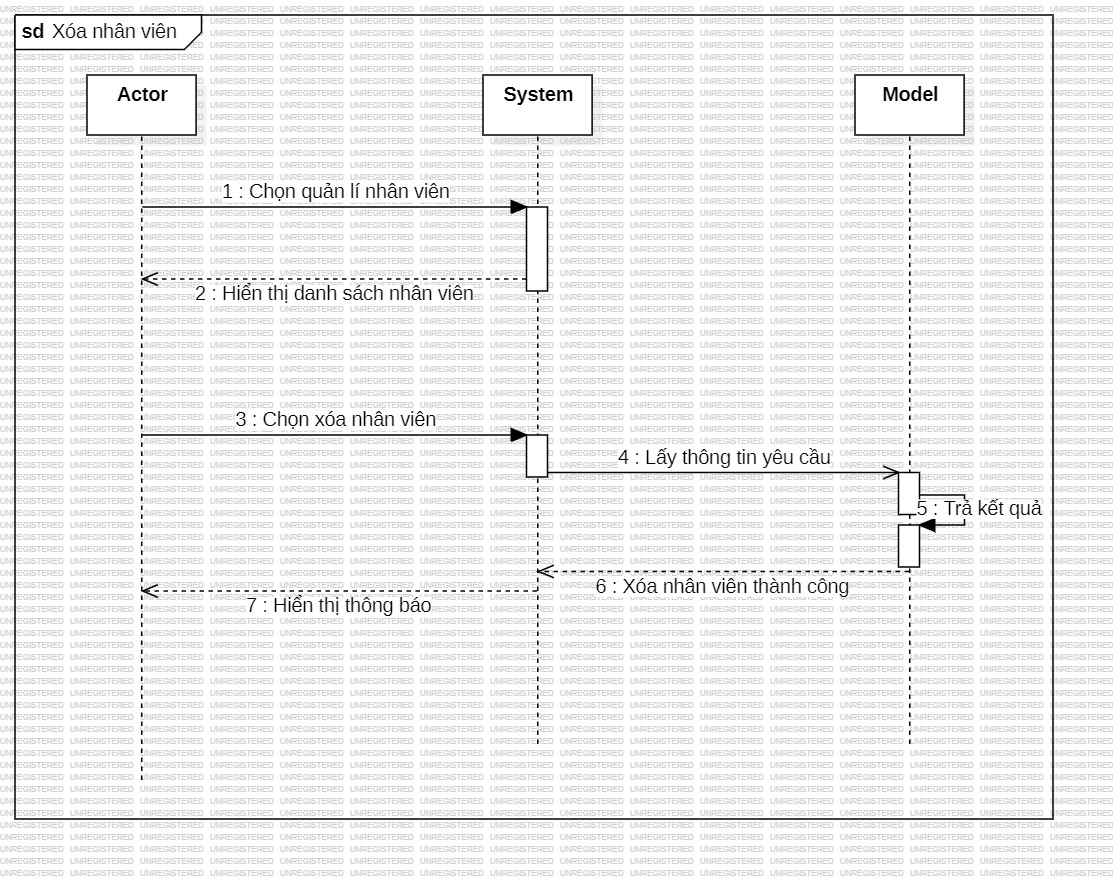 sd Xóa nhân viên
Actor
System
Model
1 : Chọn quản lí nhân viên
2 : Hiển thị danh sách nhân viên
3 : Chọn xóa nhân viên
4 : Lấy thông tin yêu cầu
5 : Trả kết quả
6 : Xóa nhân viên thành công
7 : Hiển thị thông báo
UNREGISTERED